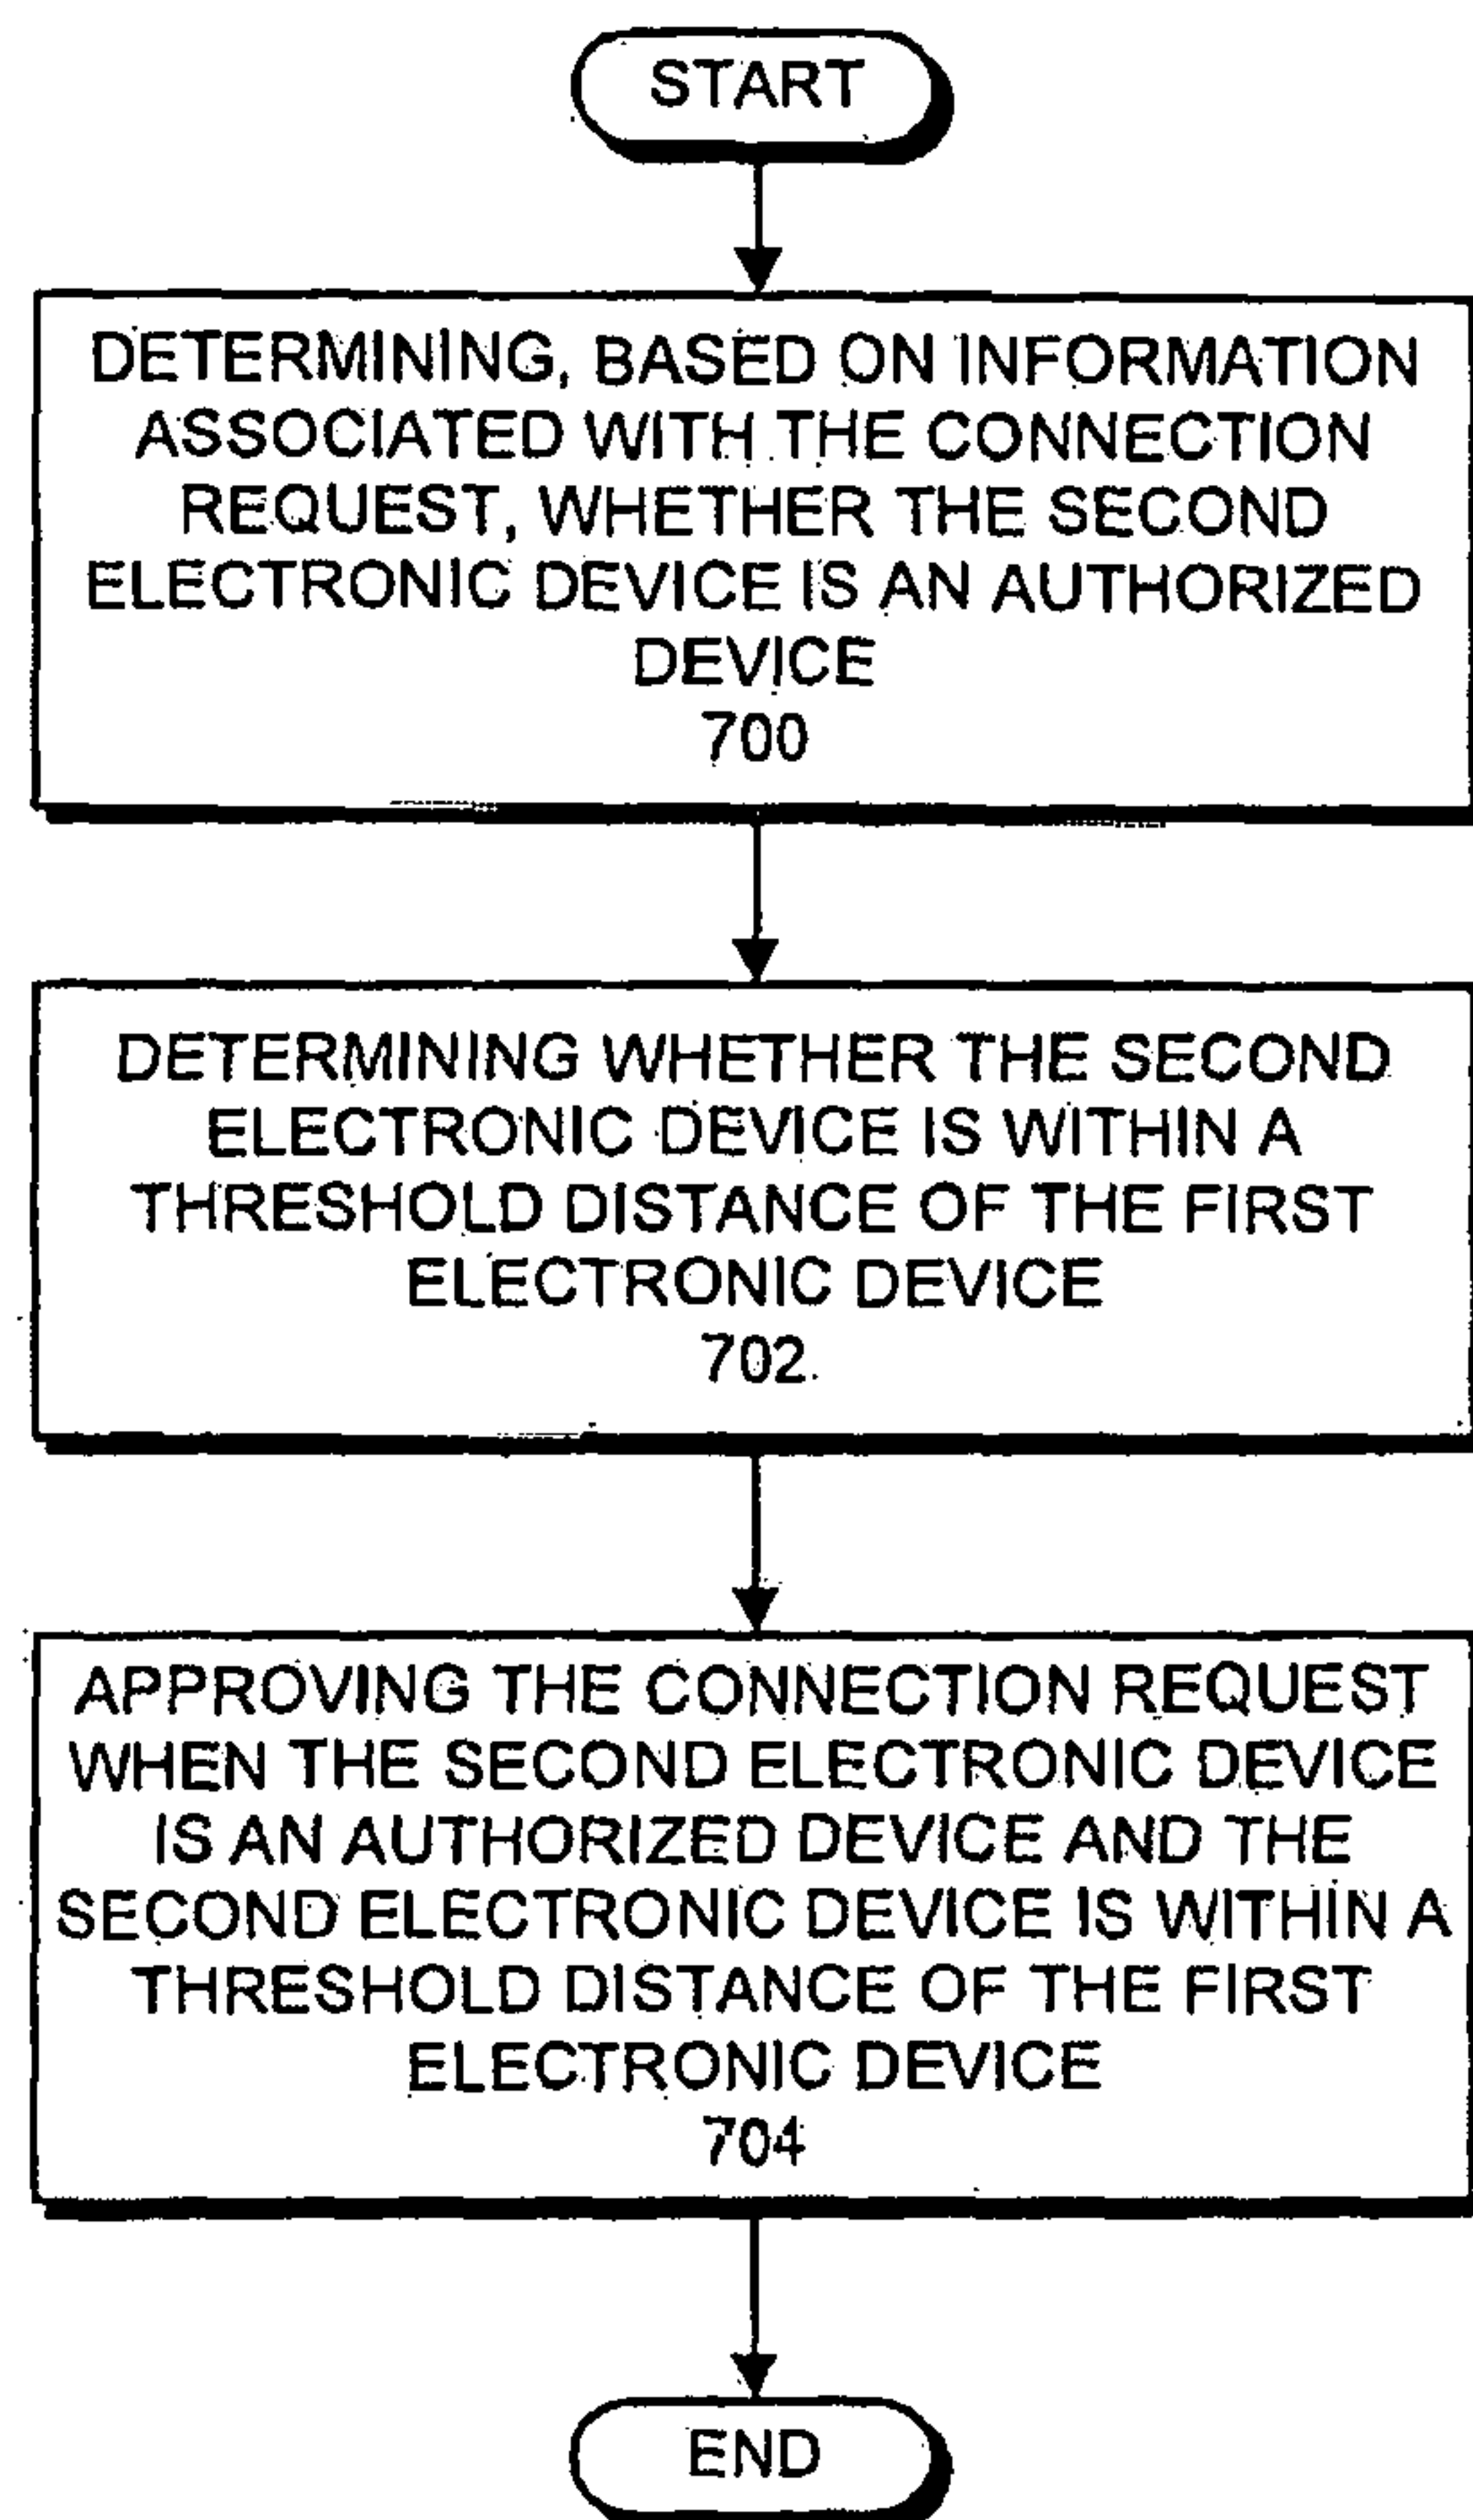 START
DETERMINING, BASED ON INFORMATION
ASSOCIATED WITH THE CONNECTION
REQUEST, WHETHER THE SECOND
ELECTRONIC DEVICE IS AN AUTHORIZED
DEVICE
700
DETERMINING WHETHER THE SECOND
ELECTRONIC DEVICE IS WITHIN A
THRESHOLD DISTANCE OF THE FIRST
ELECTRONIC DEVICE
702
APPROVING THE CONNECTION REQUEST
WHEN THE SECOND ELECTRONIC DEVICE
IS AN AUTHORIZED DEVICE AND THE
SECOND ELECTRONIC DEVICE IS WITHIN A
THRESHOLD DISTANCE OF THE FIRST
ELECTRONIC DEVICE
704
END